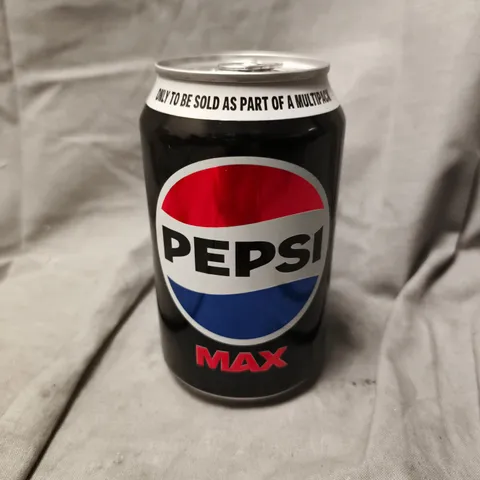 ONLY TO BE SOLD AS PART OF A MULTIPACK
PEPSI
MAX